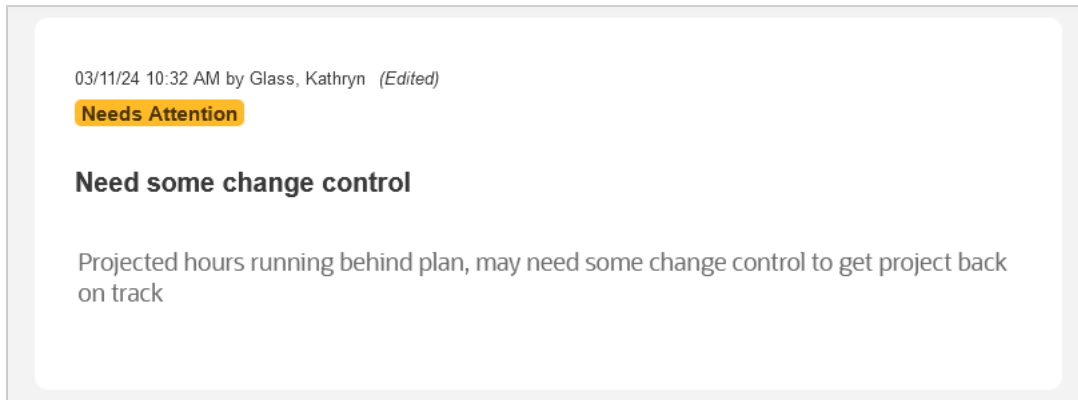 03/11/24 10:32 AM by Glass, Kathryn (Edited)
Needs Attention
Need some change control
Projected hours running behind plan, may need some change control to get project back
on track